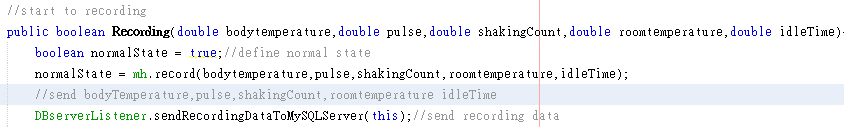 //start to recording
public boolean Recording(double bodytemperature,double pulse,double shakingCount,double roomtemperature,double idleTime)
boolean normalState = true;//define normal state
normalState = mh.record(bodytemperature,pulse,shakingCount,roomtemperature,idleTime);
//send bodyTemperature,pulse,shakingCount,roomtemperature idleTime
DBserverListener.sendRecordingDataToMySQLServer(this);//send recording data